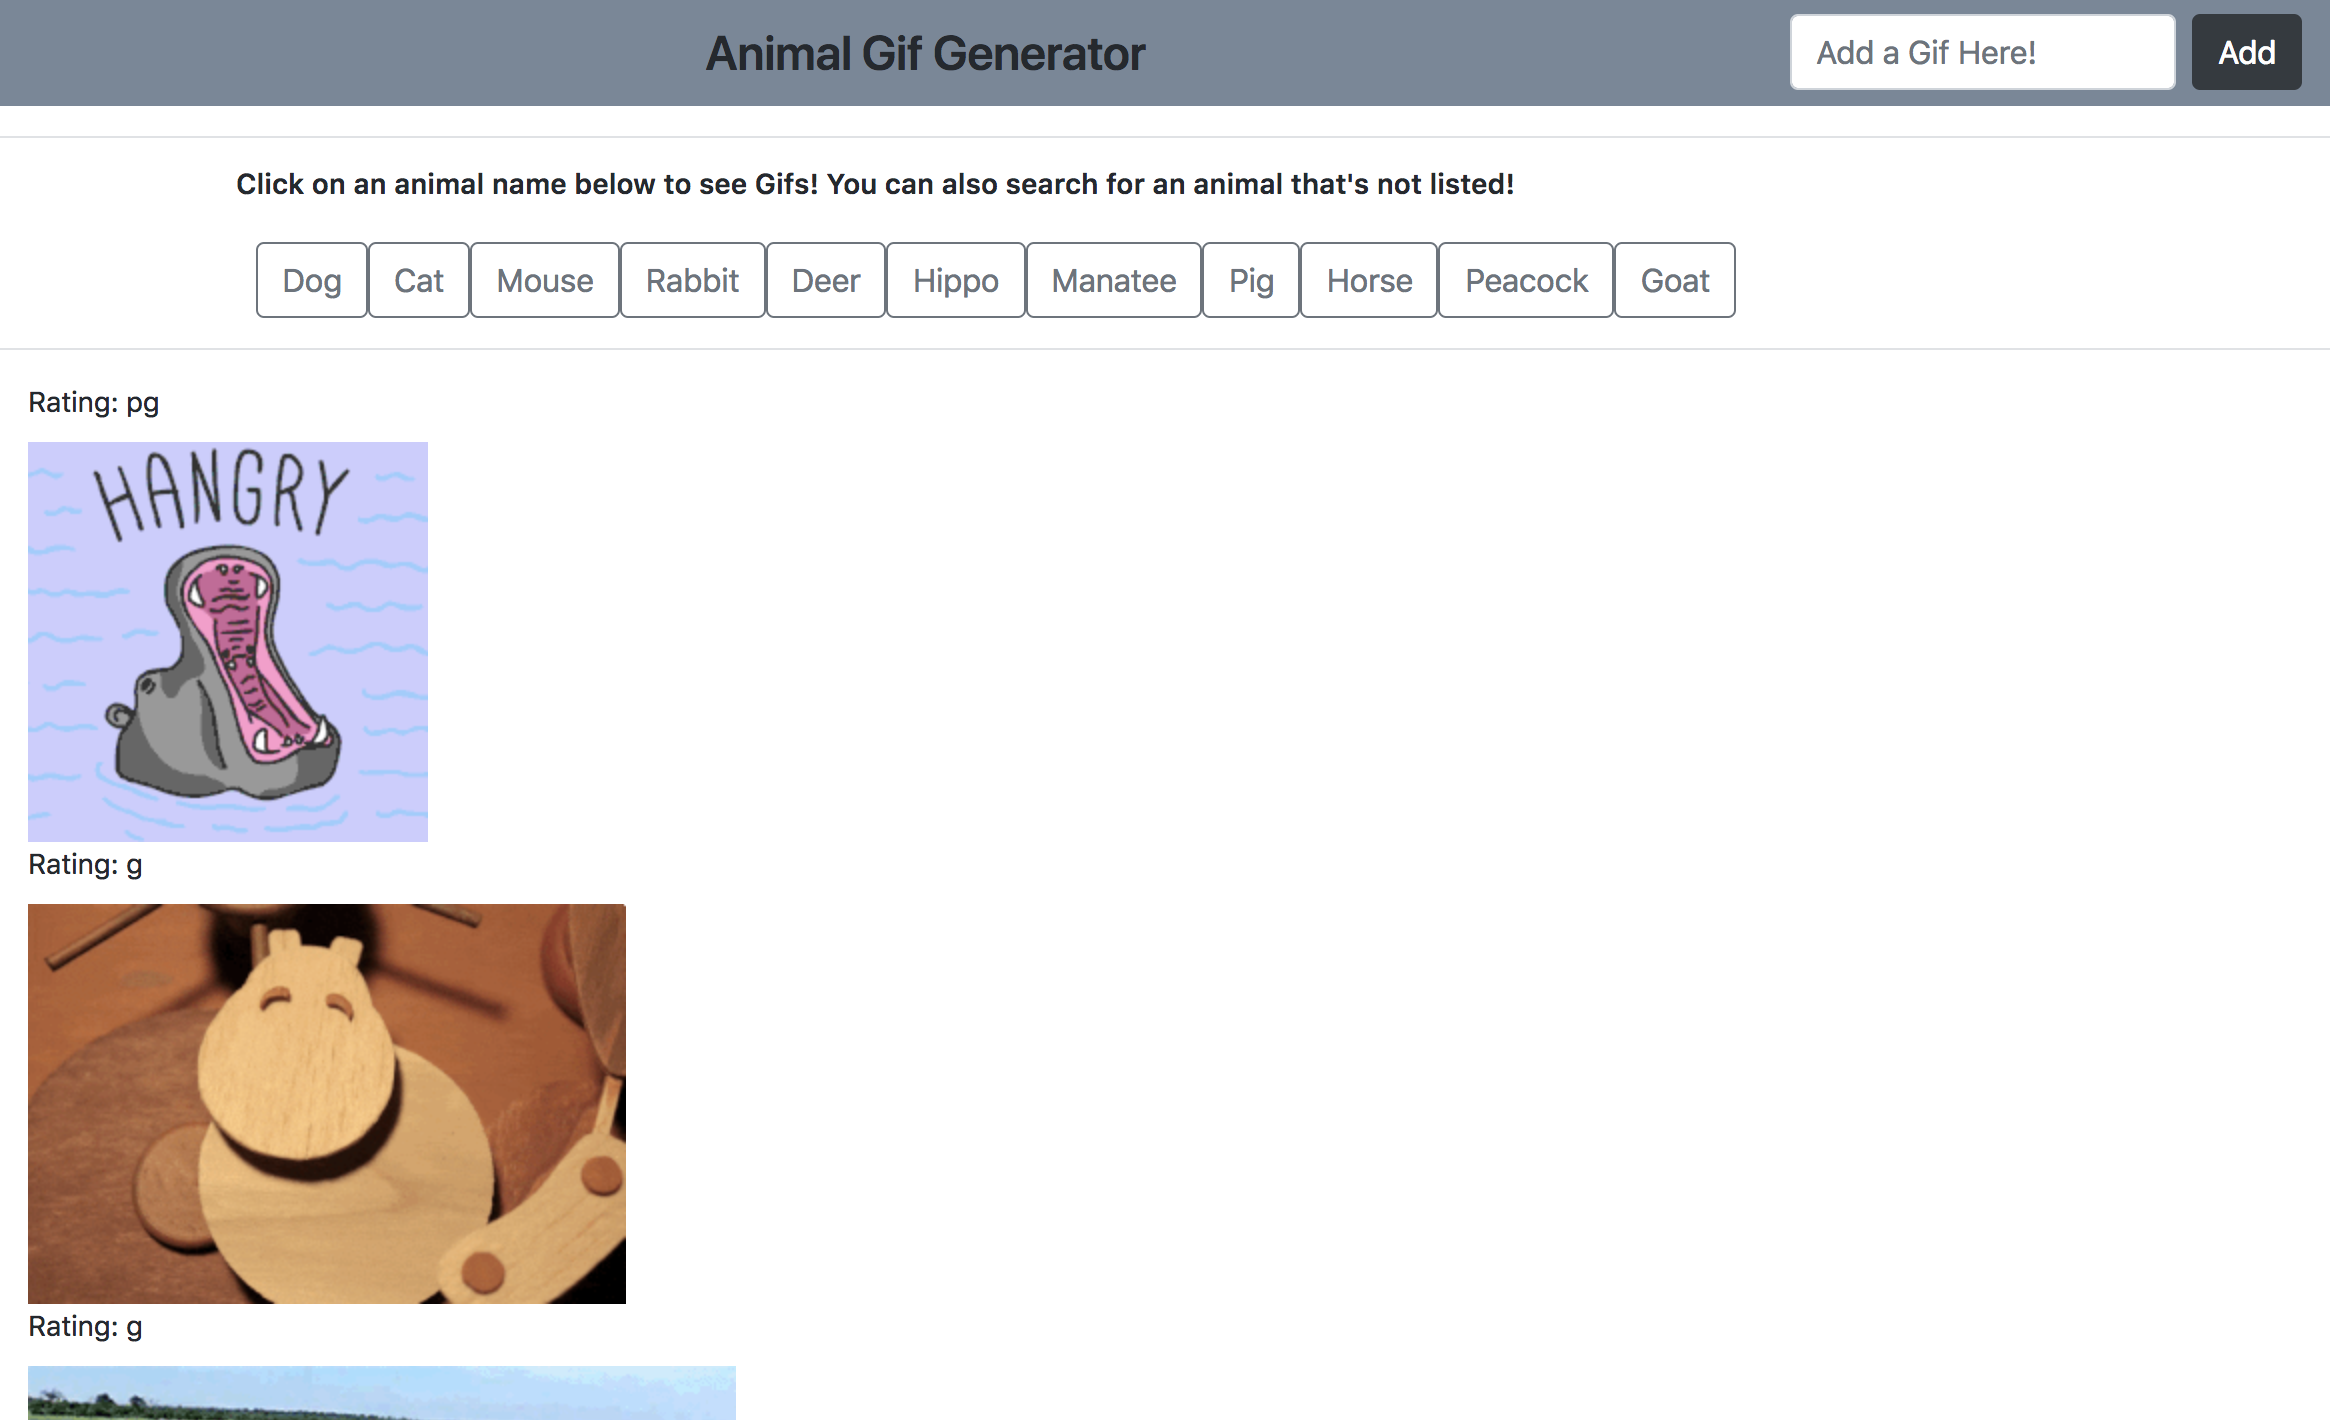 Animal Gif Generator
Add a Gif Here!
Add
Click on an animal name below to see Gifs! You can also search for an animal that's not listed!
Dog Cat Mouse Rabbit Deer Hippo Manatee Pig Horse Peacock Goat
Rating: pg
HANGRY
Rating: g
Rating: g